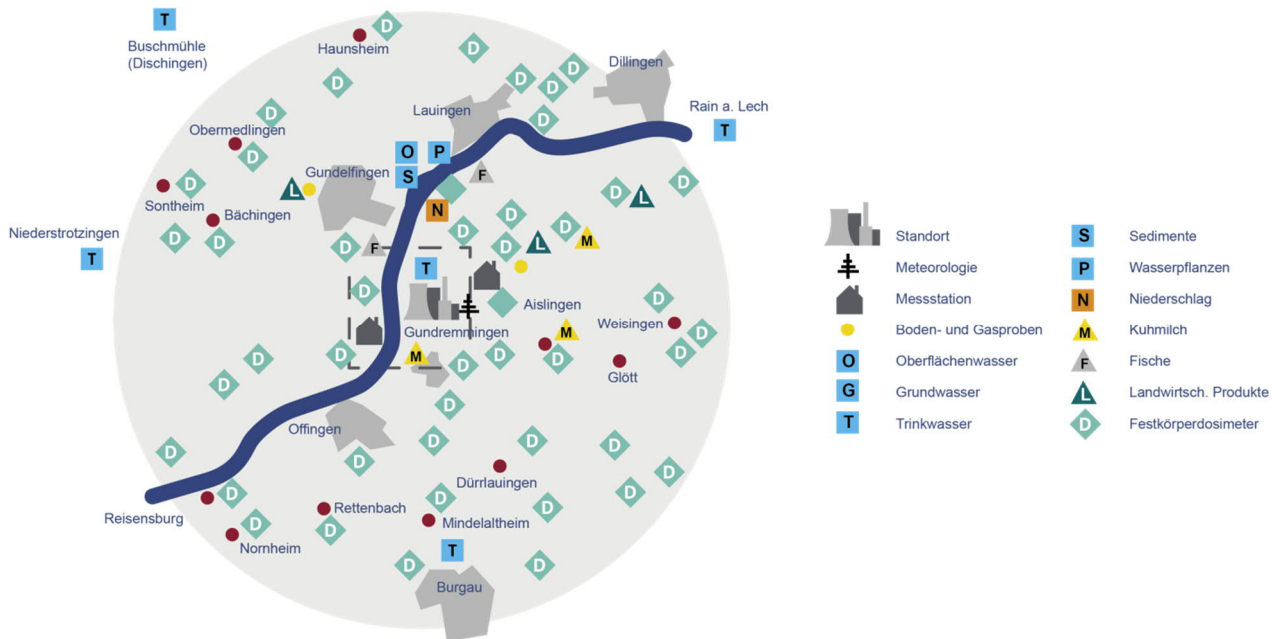 T
Buschmühle
(Dischingen)
Haunsheim
D
D
D
Dillingen
D
D
D
D
Lauingen
D
Rain a. Lech
T
Obermedlingen
D
O
P
Gundelfingen
S
F
L
D
Sontheim
D
L
D
Bächingen
N
D
D
D
M
D
D
Niederstrotzingen
T
D
F
D
L
T
D
Aislingen
D
Weisingen
D
Gundremmingen
M
D
D
M
D
D
D
D
Glött
D
D
Offingen
D
D
D
D
D
D
D
Dürrlauingen
D
Reisensburg
D
Rettenbach
D
D
D
Mindelaltheim
D
Nornheim
D
T
D
D
Burgau
Standort
S
Sedimente
Meteorologie
P
Wasserpflanzen
Messstation
N
Niederschlag
Boden- und Gasproben
M
Kuhmilch
O
Oberflächenwasser
F
Fische
G
Grundwasser
L
Landwirtsch. Produkte
T
Trinkwasser
D
Festkörperdosimeter